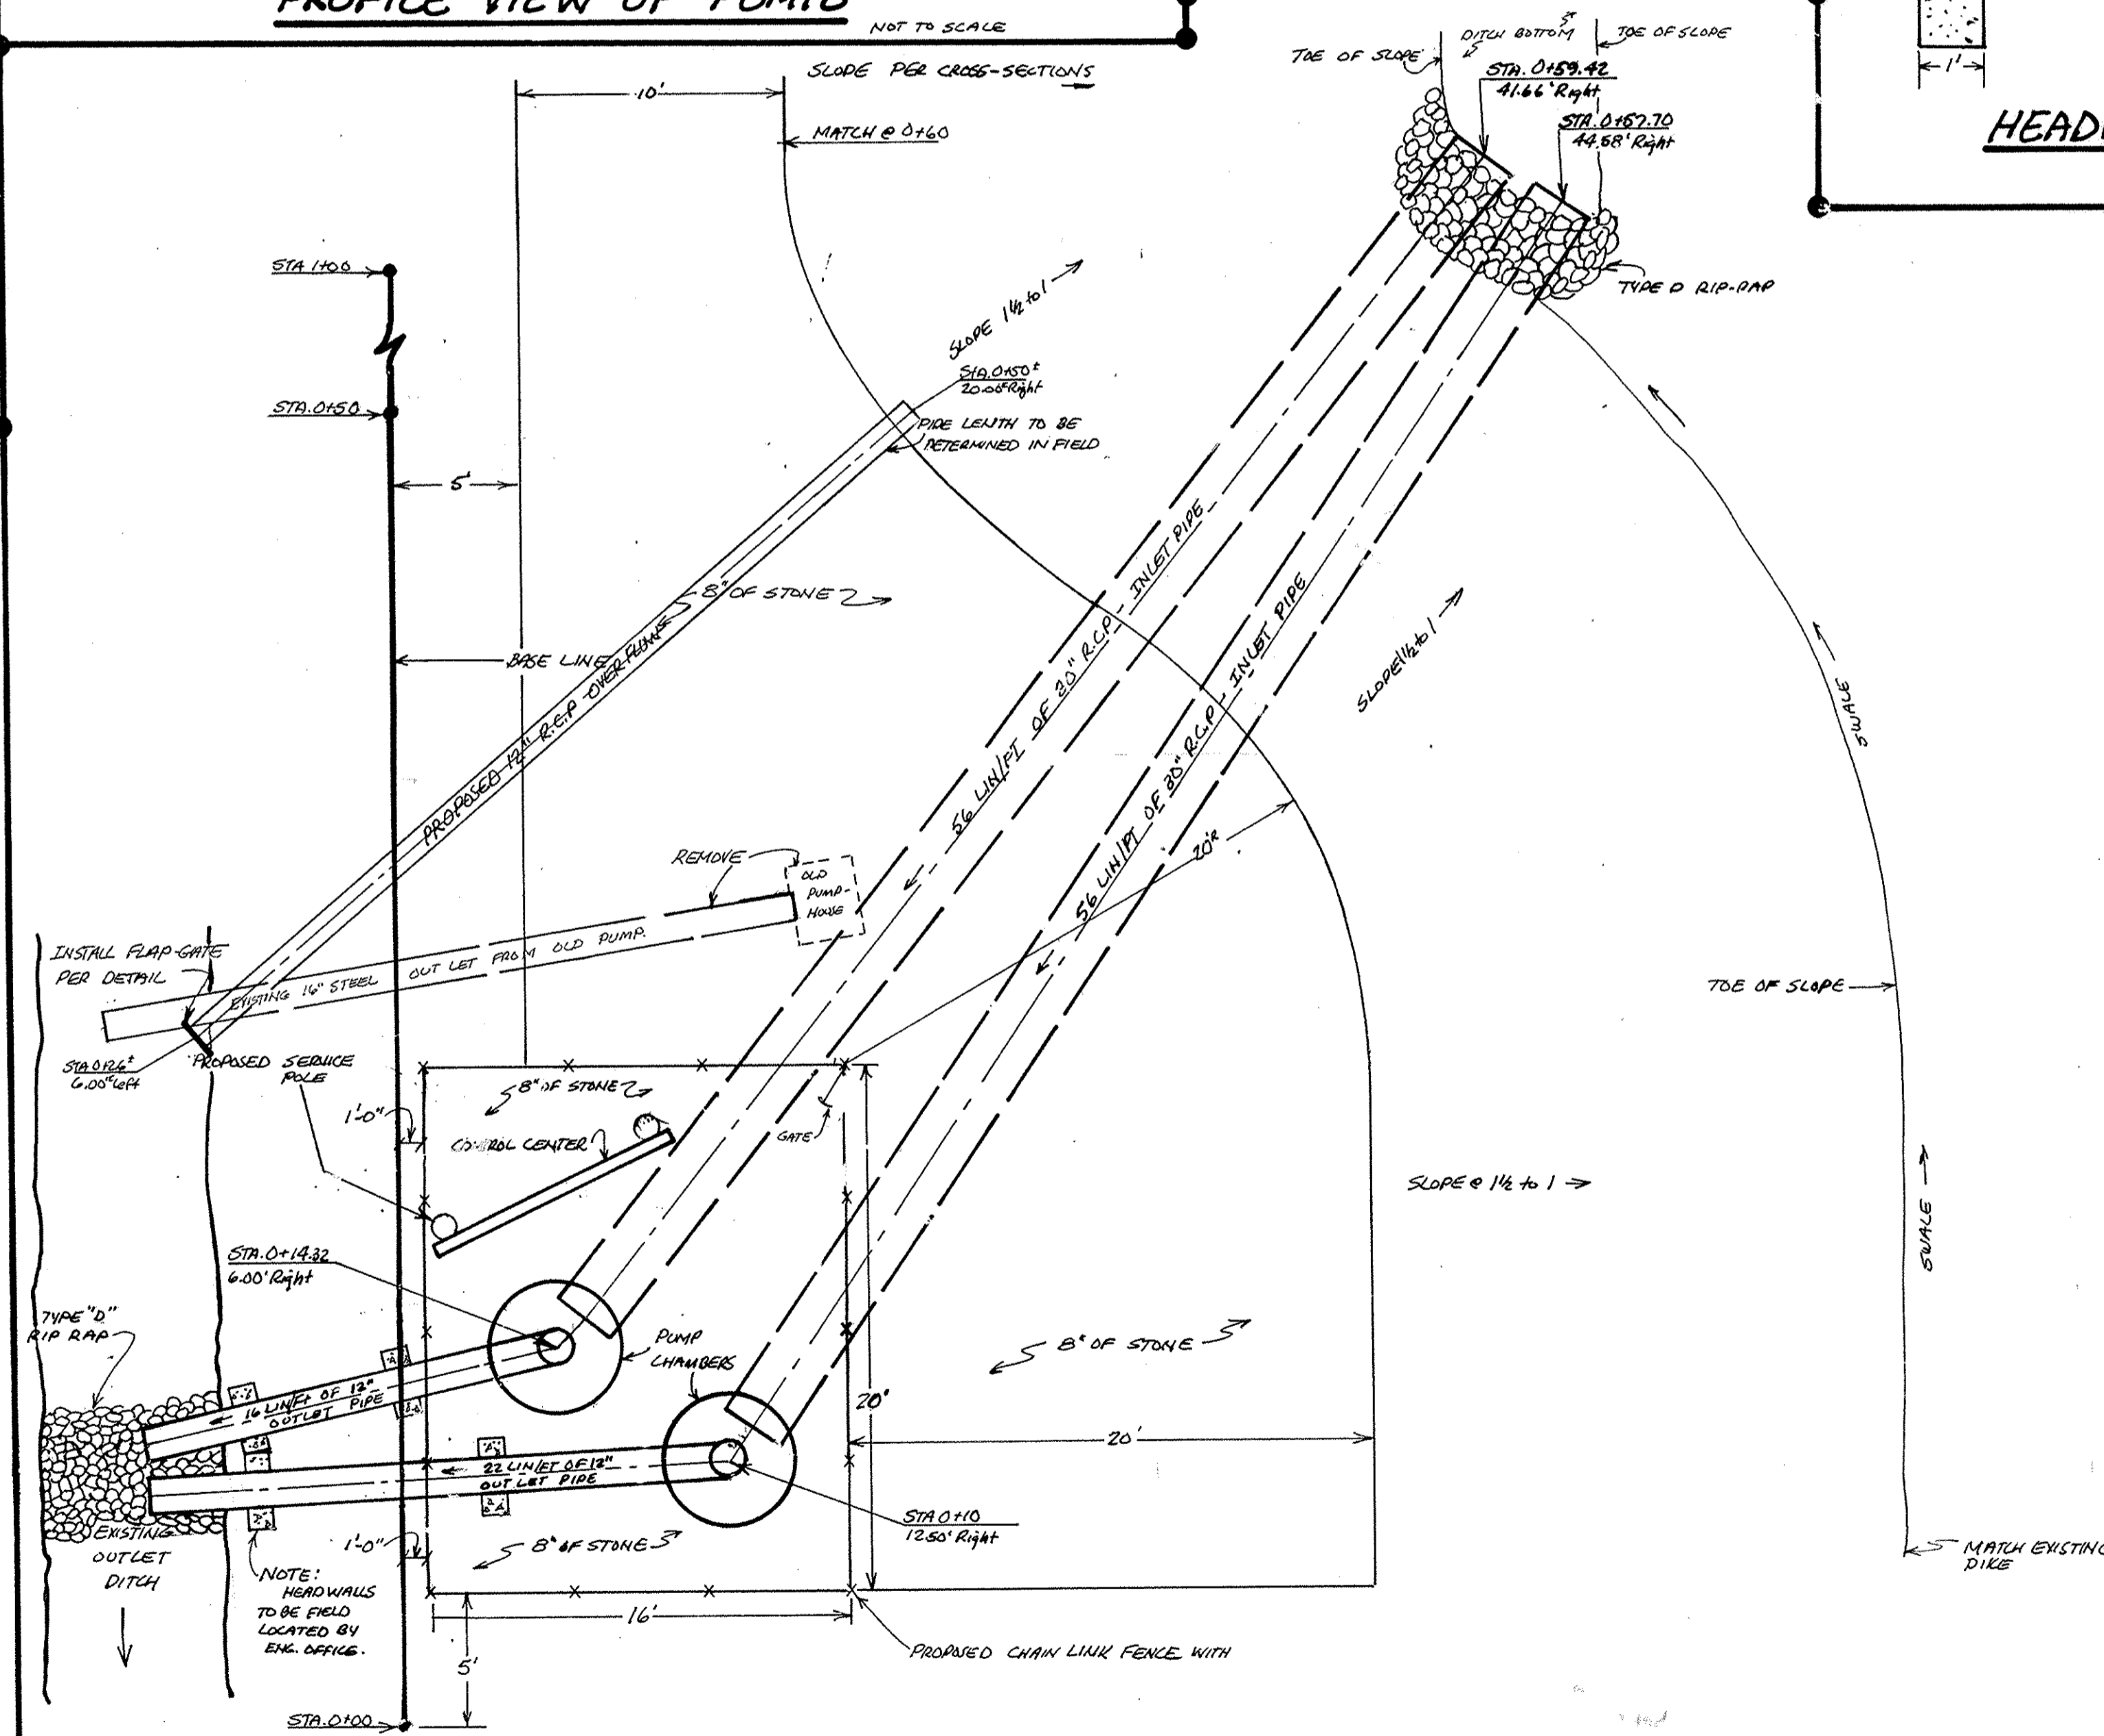 PROFILE VIEW OF PUMPS
NOT TO SCALE
SLOPE PER CROSS-SECTIONS
10'
MATCH @ 0+60
TOE OF SLOPE
DITCH BOTTOM
TOE OF SLOPE
STA. 0+59.42
41.66' Right
STA. 0+57.70
44.58' Right
1'
TYPE D RIP-RAP
STA 1+00
STA. 0+50
5'
SLOPE 1½ to 1
STA. 0+50±
20.00± Right
PIPE LENTH TO BE
DETERMINED IN FIELD
8" OF STONE
BASE LINE
PROPOSED 12" R.C.P OVERFLOW
56 LIN/FT OF 30" R.C.P - INLET PIPE
56 LIN/FT OF 30" R.C.P - INLET PIPE
SLOPE 1½ to 1
SWALE
20'R
REMOVE
OLD
PUMP-
HOUSE
EXISTING 16" STEEL OUT LET FROM OLD PUMP.
INSTALL FLAP-GATE
PER DETAIL
STA 0+26±
6.00± left
PROPOSED SERVICE
POLE
TOE OF SLOPE
1'-0"
8" OF STONE
CONTROL CENTER
GATE
SLOPE @ 1½ to 1
SWALE
STA. 0+14.32
6.00' Right
TYPE "D"
RIP RAP
PUMP
CHAMBERS
8" OF STONE
16 LIN/FT OF 12"
OUTLET PIPE
22 LIN/FT OF 12"
OUT LET PIPE
20'
20'
STA 0+10
12.50' Right
EXISTING
OUTLET
DITCH
1'-0"
8" OF STONE
NOTE:
HEADWALLS
TO BE FIELD
LOCATED BY
ENG. OFFICE.
16'
5'
MATCH EXISTING
DIKE
PROPOSED CHAIN LINK FENCE WITH
STA. 0+00